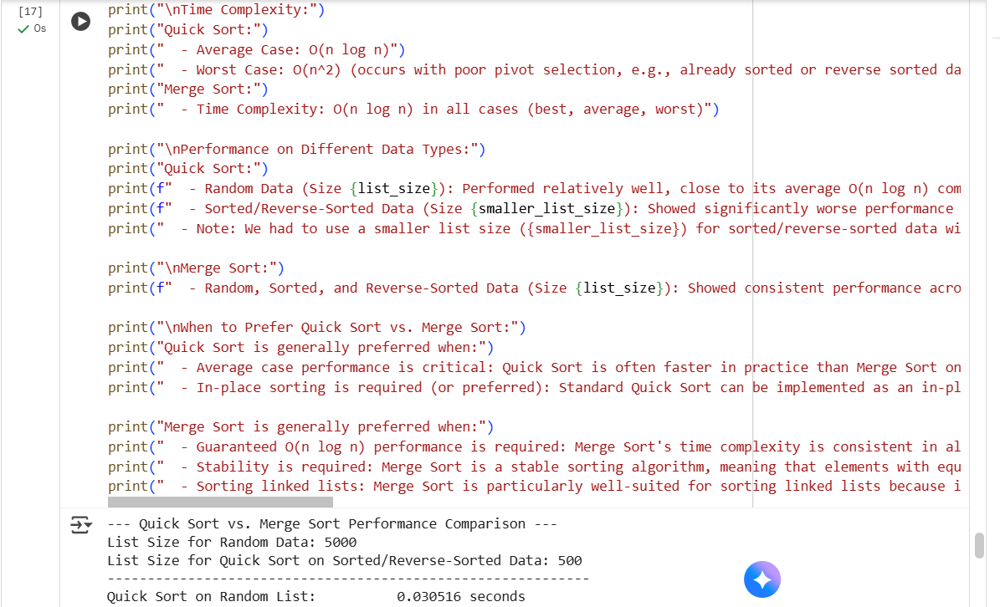 [17]
0s
print("\nTime Complexity:")
print("Quick Sort:")
print("  - Average Case: O(n log n)")
print("  - Worst Case: O(n^2) (occurs with poor pivot selection, e.g., already sorted or reverse sorted da
print("Merge Sort:")
print("  - Time Complexity: O(n log n) in all cases (best, average, worst)")
print("\nPerformance on Different Data Types:")
print("Quick Sort:")
print(f"  - Random Data (Size {list_size}): Performed relatively well, close to its average O(n log n) com
print(f"  - Sorted/Reverse-Sorted Data (Size {smaller_list_size}): Showed significantly worse performance
print("  - Note: We had to use a smaller list size ({smaller_list_size}) for sorted/reverse-sorted data wi
print("\nMerge Sort:")
print(f"  - Random, Sorted, and Reverse-Sorted Data (Size {list_size}): Showed consistent performance acro
print("\nWhen to Prefer Quick Sort vs. Merge Sort:")
print("Quick Sort is generally preferred when:")
print("  - Average case performance is critical: Quick Sort is often faster in practice than Merge Sort on
print("  - In-place sorting is required (or preferred): Standard Quick Sort can be implemented as an in-pl
print("Merge Sort is generally preferred when:")
print("  - Guaranteed O(n log n) performance is required: Merge Sort's time complexity is consistent in al
print("  - Stability is required: Merge Sort is a stable sorting algorithm, meaning that elements with equ
print("  - Sorting linked lists: Merge Sort is particularly well-suited for sorting linked lists because i
--- Quick Sort vs. Merge Sort Performance Comparison ---
List Size for Random Data: 5000
List Size for Quick Sort on Sorted/Reverse-Sorted Data: 500
------------------------------------------------------------
Quick Sort on Random List:          0.030516 seconds